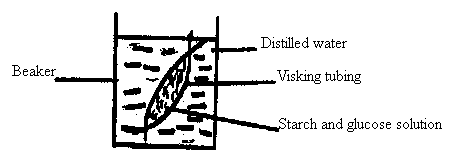 Distilled water
Beaker
Visking tubing
Starch and glucose solution